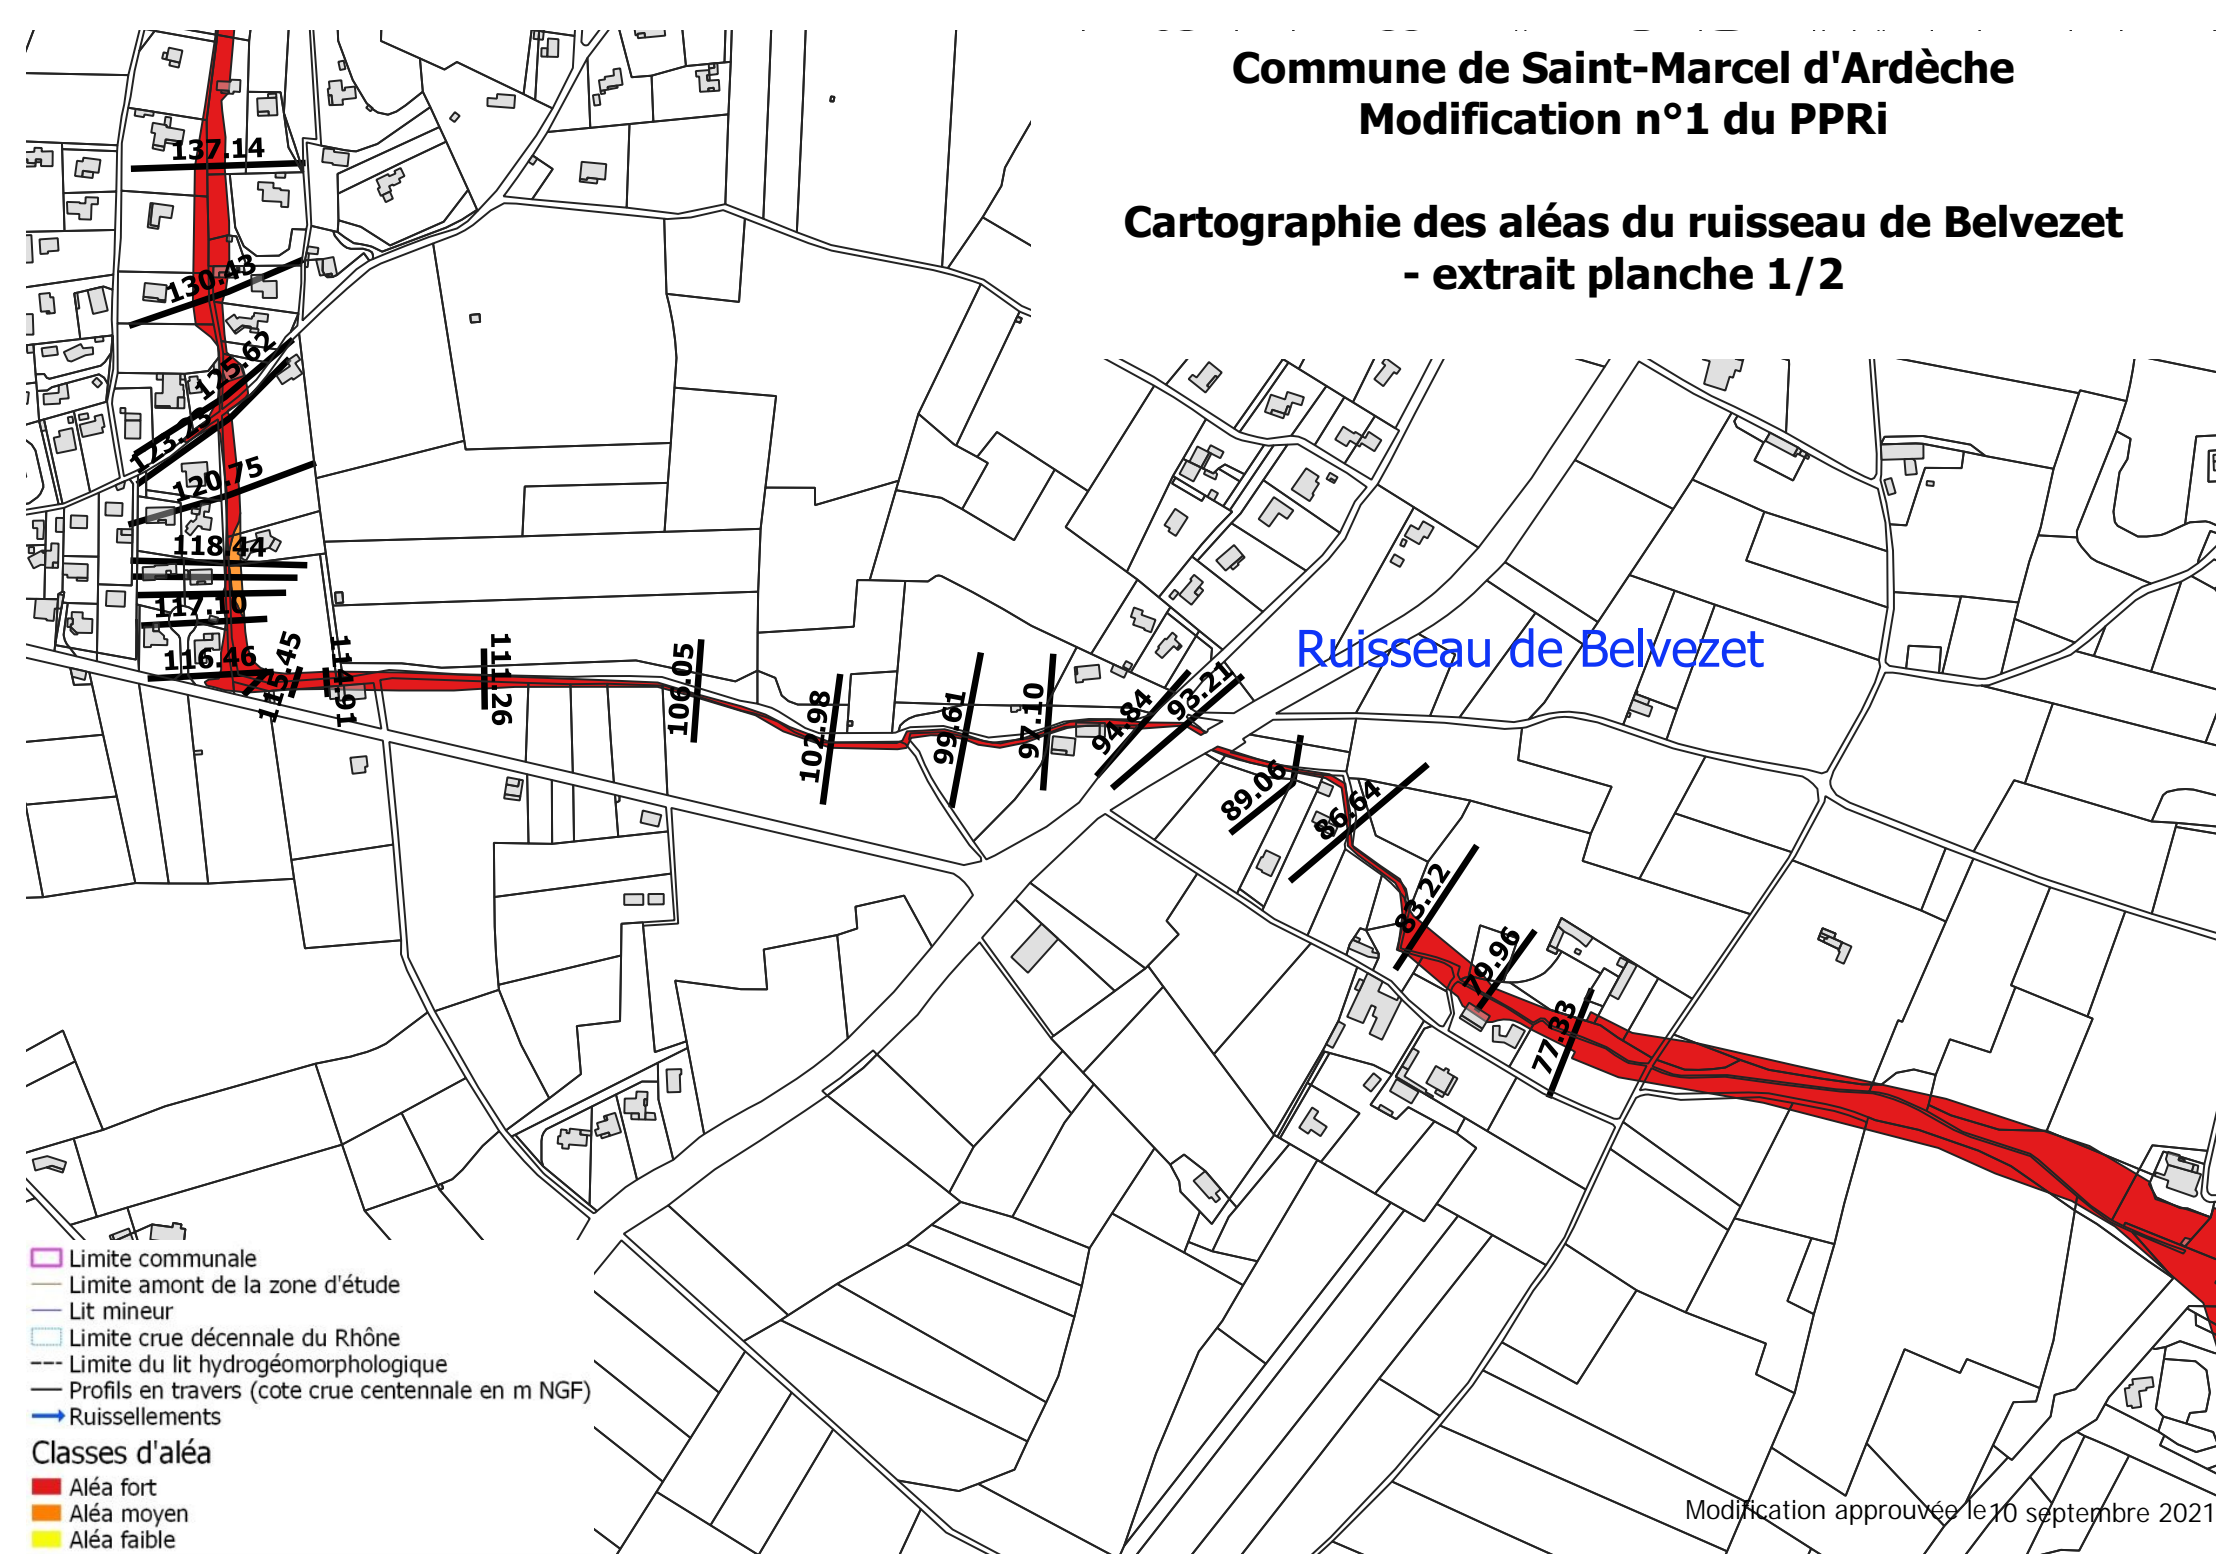 Commune de Saint-Marcel d'Ardèche
Modification n°1 du PPRi
Cartographie des aléas du ruisseau de Belvezet
- extrait planche 1/2
137.14
130.43
125.62
123.23
120.75
118.44
117.10
116.46
115.45
114.91
111.26
106.05
102.98
99.61
97.10
94.84
93.21
Ruisseau de Belvezet
89.06
86.64
83.22
79.96
77.33
Limite communale
Limite amont de la zone d'étude
Lit mineur
Limite crue décennale du Rhône
Limite du lit hydrogéomorphologique
Profils en travers (cote crue centennale en m NGF)
Ruissellements
Classes d'aléa
Aléa fort
Aléa moyen
Aléa faible
Modification approuvée le 10 septembre 2021